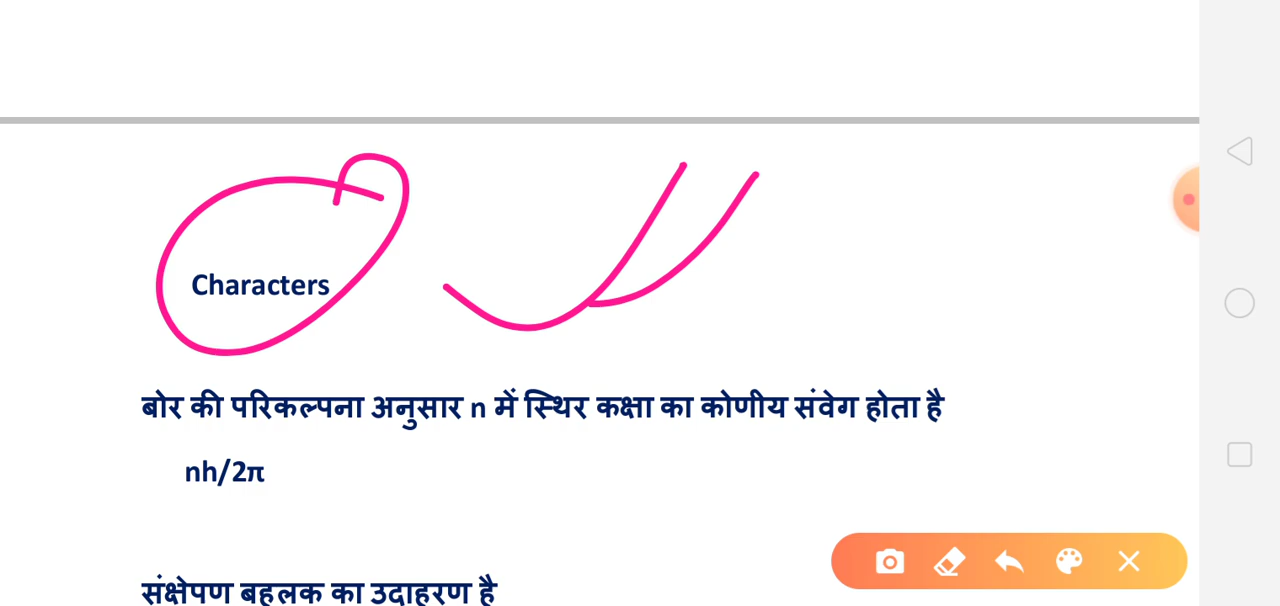 Characters
बोर की परिकल्पना अनुसार n में स्थिर कक्षा का कोणीय संवेग होता है
nh/2π
संक्षेपण बहुलक का उदाहरण है